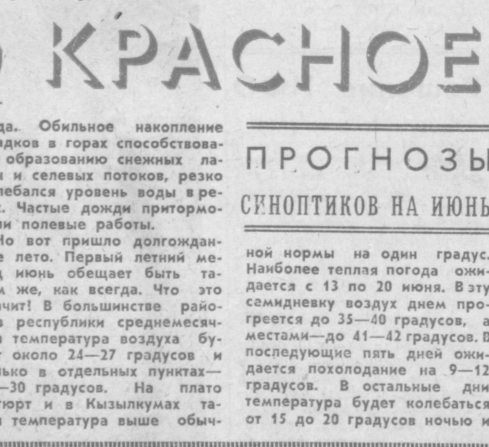 КРАСНОЕ
да. Обильное накопление
адков в горах способствова-
образованию снежных ла-
и селевых потоков, резко
лебался уровень воды в ре-
Частые дожди притормо-
ли полевые работы.
Но вот пришло долгождан-
е лето. Первый летний ме-
ц июнь обещает быть та-
м же, как всегда. Что это
ачит! В большинстве райо-
в республики среднемесяч-
я температура воздуха бу-
т около 24—27 градусов и
лько в отдельных пунктах—
—30 градусов. На плато
тюрт и в Кызылкумах та-
я температура выше обыч-
ПРОГНОЗЫ
СИНОПТИКОВ НА ИЮНЬ
ной нормы на один градус.
Наиболее теплая погода ожи-
дается с 13 по 20 июня. В эту
семидневку воздух днем про-
греется до 35—40 градусов, а
местами—до 41—42 градусов. В
последующие пять дней ожи-
дается похолодание на 9—12
градусов. В остальные дни
температура будет колебаться
от 15 до 20 градусов ночью и